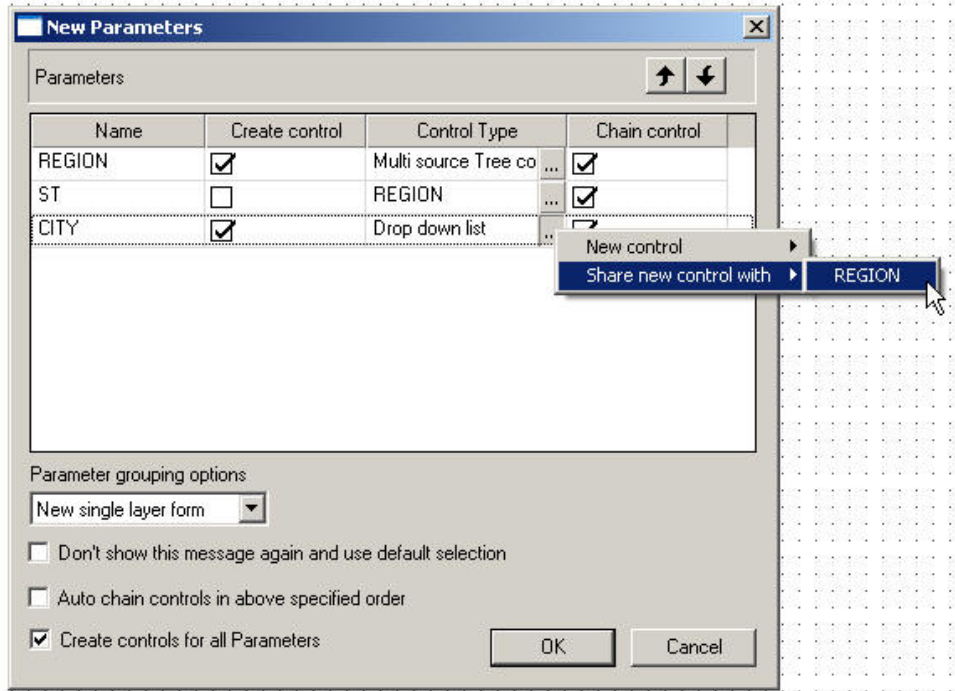 New Parameters
Parameters
Name Create control Control Type Chain control
REGION Multi source Tree co ...
ST REGION ...
CITY Drop down list ...
New control
Share new control with REGION
Parameter grouping options
New single layer form
Don't show this message again and use default selection
Auto chain controls in above specified order
Create controls for all Parameters
OK Cancel